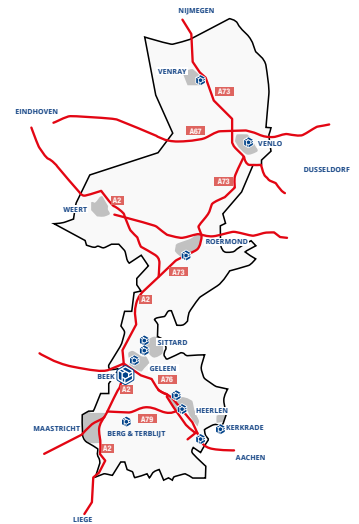 NIJMEGEN
VENRAY
A73
EINDHOVEN
A67
VENLO
DUSSELDORF
A73
A2
WEERT
ROERMOND
A73
A2
SITTARD
GELEEN
BEEK
A76
A2
HEERLEN
A79
MAASTRICHT
KERKRADE
BERG & TERBLIJT
A2
AACHEN
LIEGE